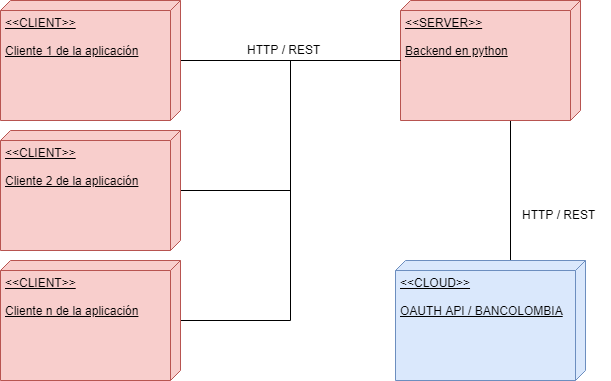 <<CLIENT>>
Cliente 1 de la aplicación
HTTP / REST
<<SERVER>>
Backend en python
<<CLIENT>>
Cliente 2 de la aplicación
HTTP / REST
<<CLIENT>>
Cliente n de la aplicación
<<CLOUD>>
OAUTH API / BANCOLOMBIA